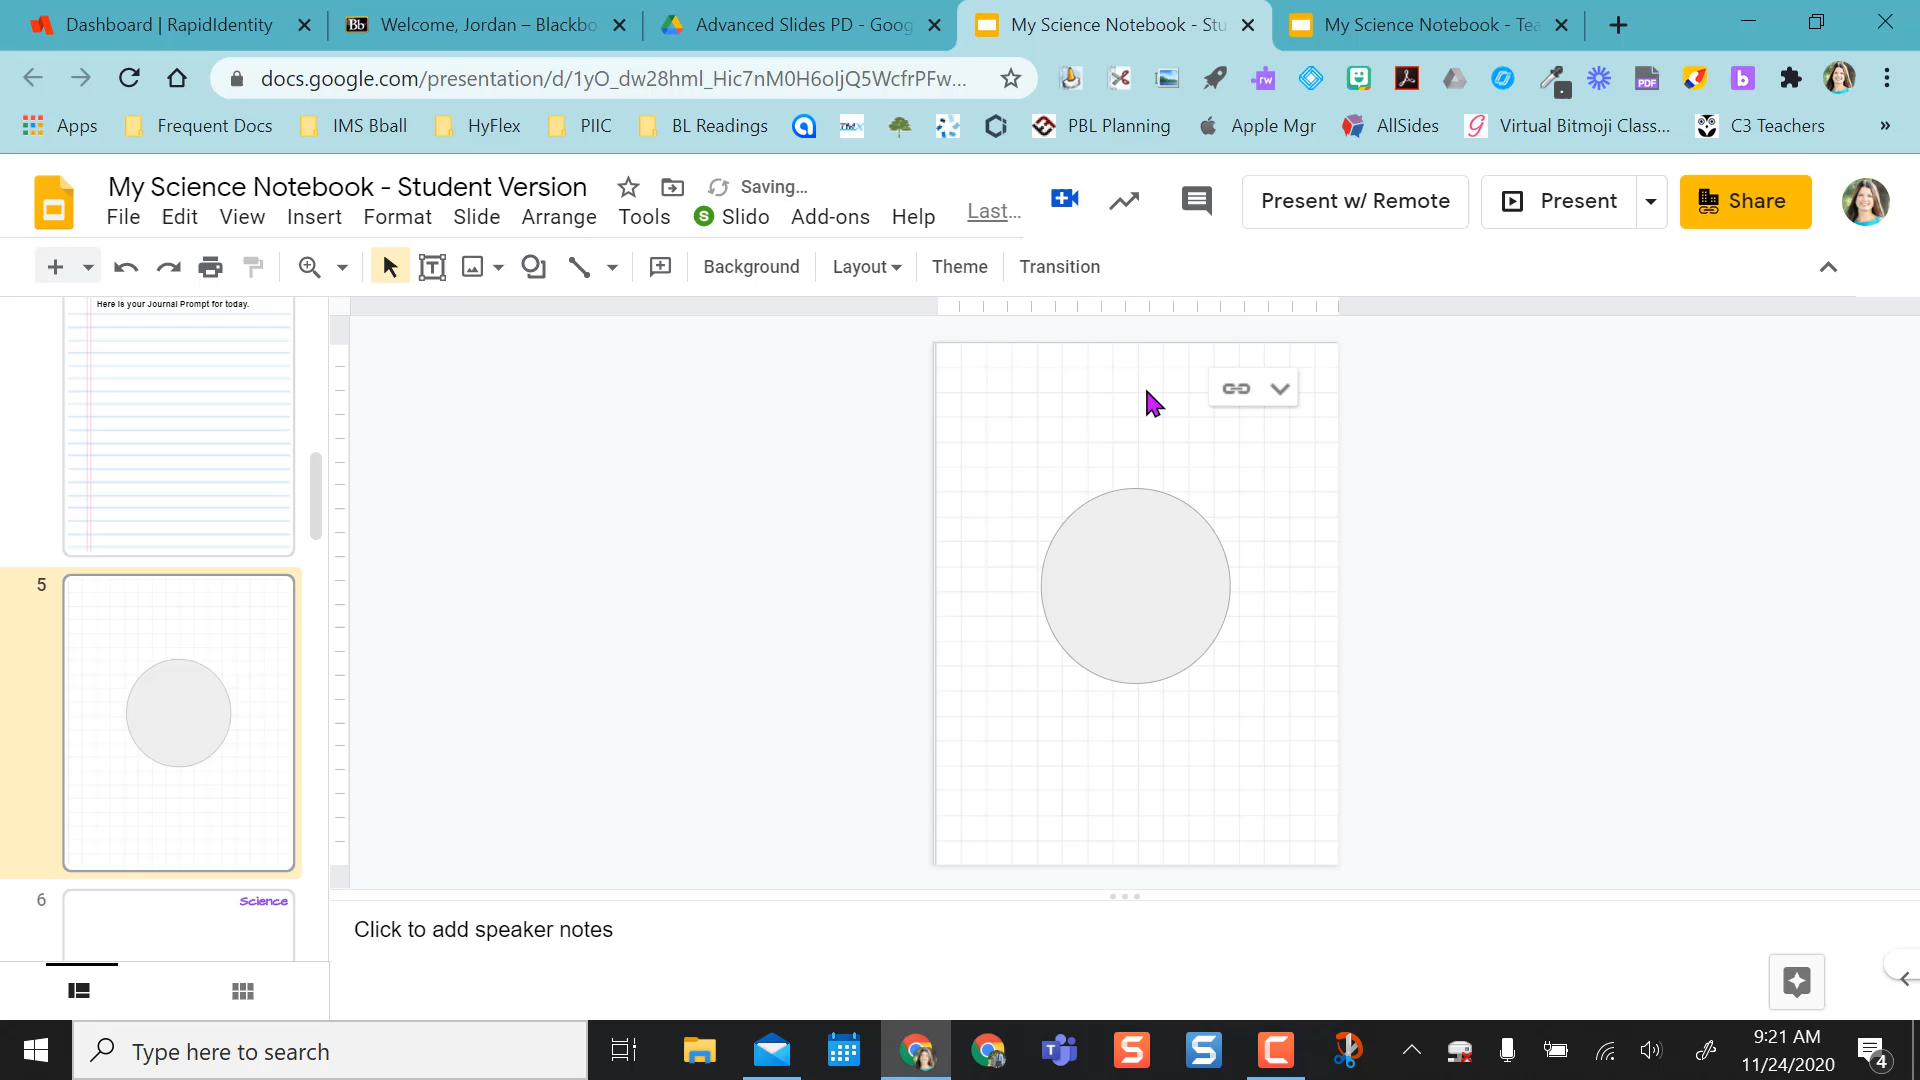 Dashboard | RapidIdentity
Welcome, Jordan – Blackbo
Advanced Slides PD - Goog
My Science Notebook - Stu
My Science Notebook - Tea
docs.google.com/presentation/d/1yO_dw28hml_Hic7nM0H6oIjQ5WcfrPFw...
Apps
Frequent Docs
IMS Bball
HyFlex
PIIC
BL Readings
PBL Planning
Apple Mgr
AllSides
Virtual Bitmoji Class...
C3 Teachers
»
My Science Notebook - Student Version
Saving...
File Edit View Insert Format Slide Arrange Tools Slido Add-ons Help Last...
Present w/ Remote
Present
Share
Background
Layout
Theme
Transition
Here is your Journal Prompt for today.
5
6
Science
Click to add speaker notes
Type here to search
9:21 AM
11/24/2020
4